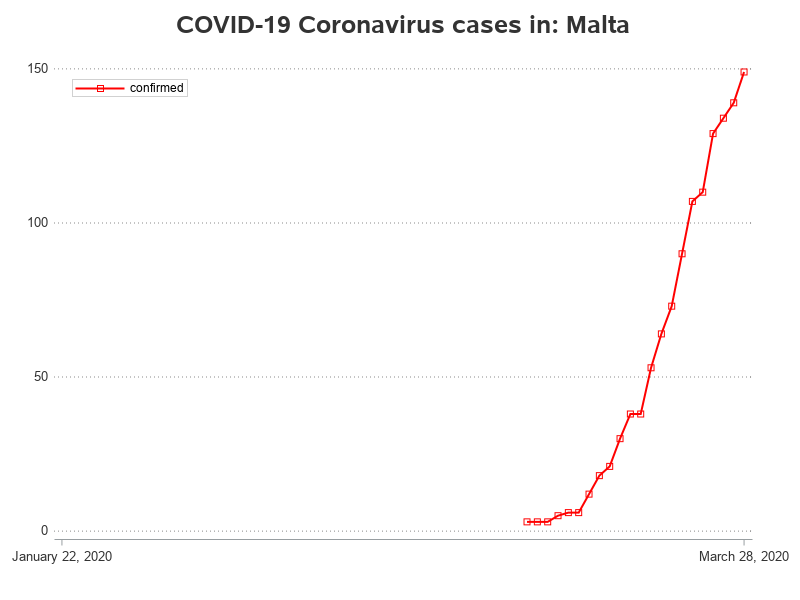 COVID-19 Coronavirus cases in: Malta
150
confirmed
100
50
0
January 22, 2020
March 28, 2020